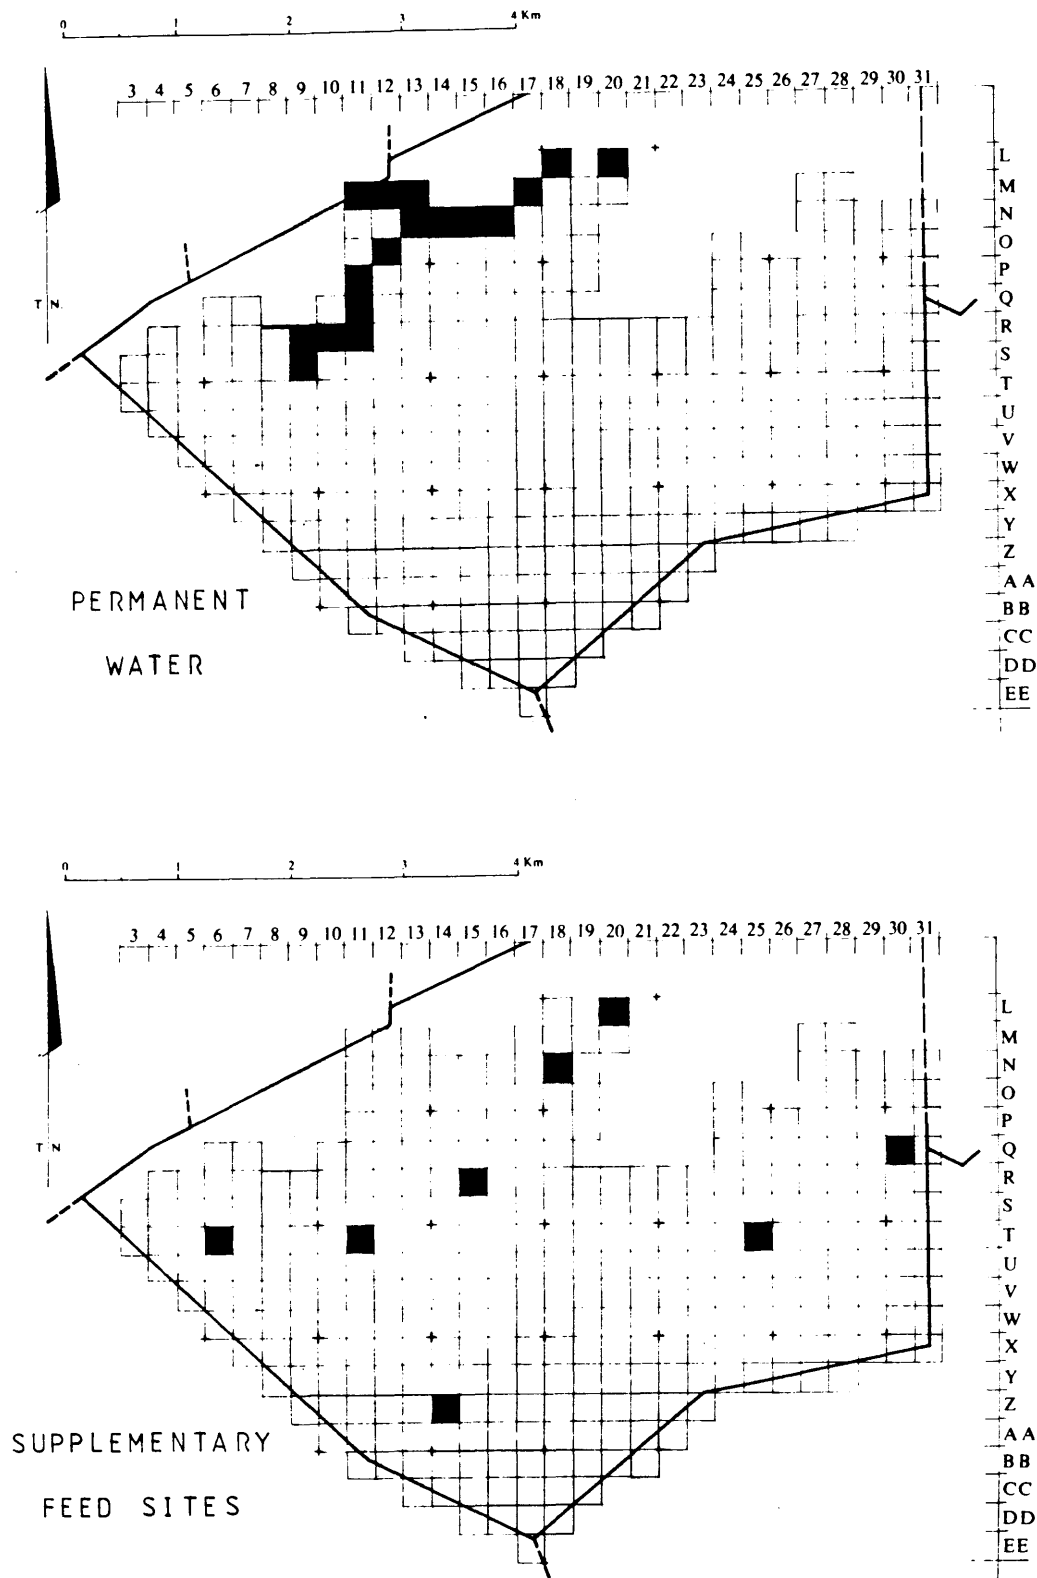 0 1 2 3 4 Km
3 4 5 6 7 8 9 10 11 12 13 14 15 16 17 18 19 20 21 22 23 24 25 26 27 28 29 30 31
L
M
N
O
P
T N.
Q
R
S
T
U
V
W
X
Y
Z
A A
PERMANENT
B B
CC
WATER
DD
EE
0 1 2 3 4 Km
3 4 5 6 7 8 9 10 11 12 13 14 15 16 17 18 19 20 21 22 23 24 25 26 27 28 29 30 31
L
M
N
O
P
T N
Q
R
S
T
U
V
W
X
Y
Z
A A
SUPPLEMENTARY
B B
CC
FEED SITES
DD
EE